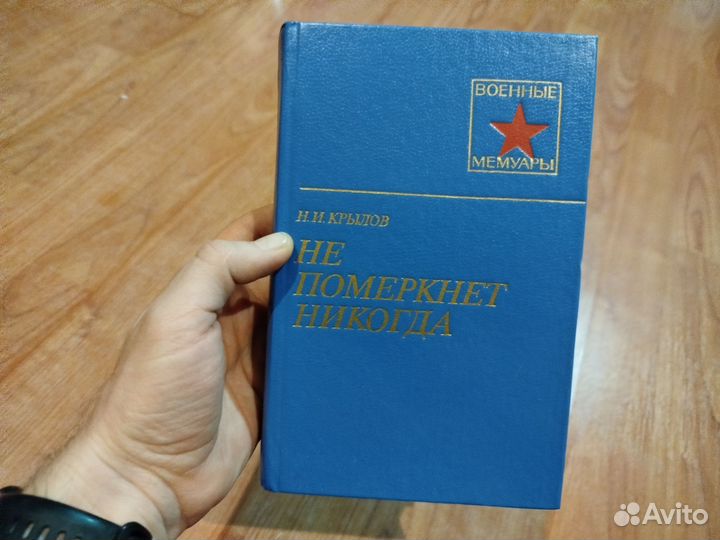 ВОЕННЫЕ
МЕМУАРЫ
Н.И. КРЫЛОВ
НЕ
ПОМЕРКНЕТ
НИКОГДА
Avito